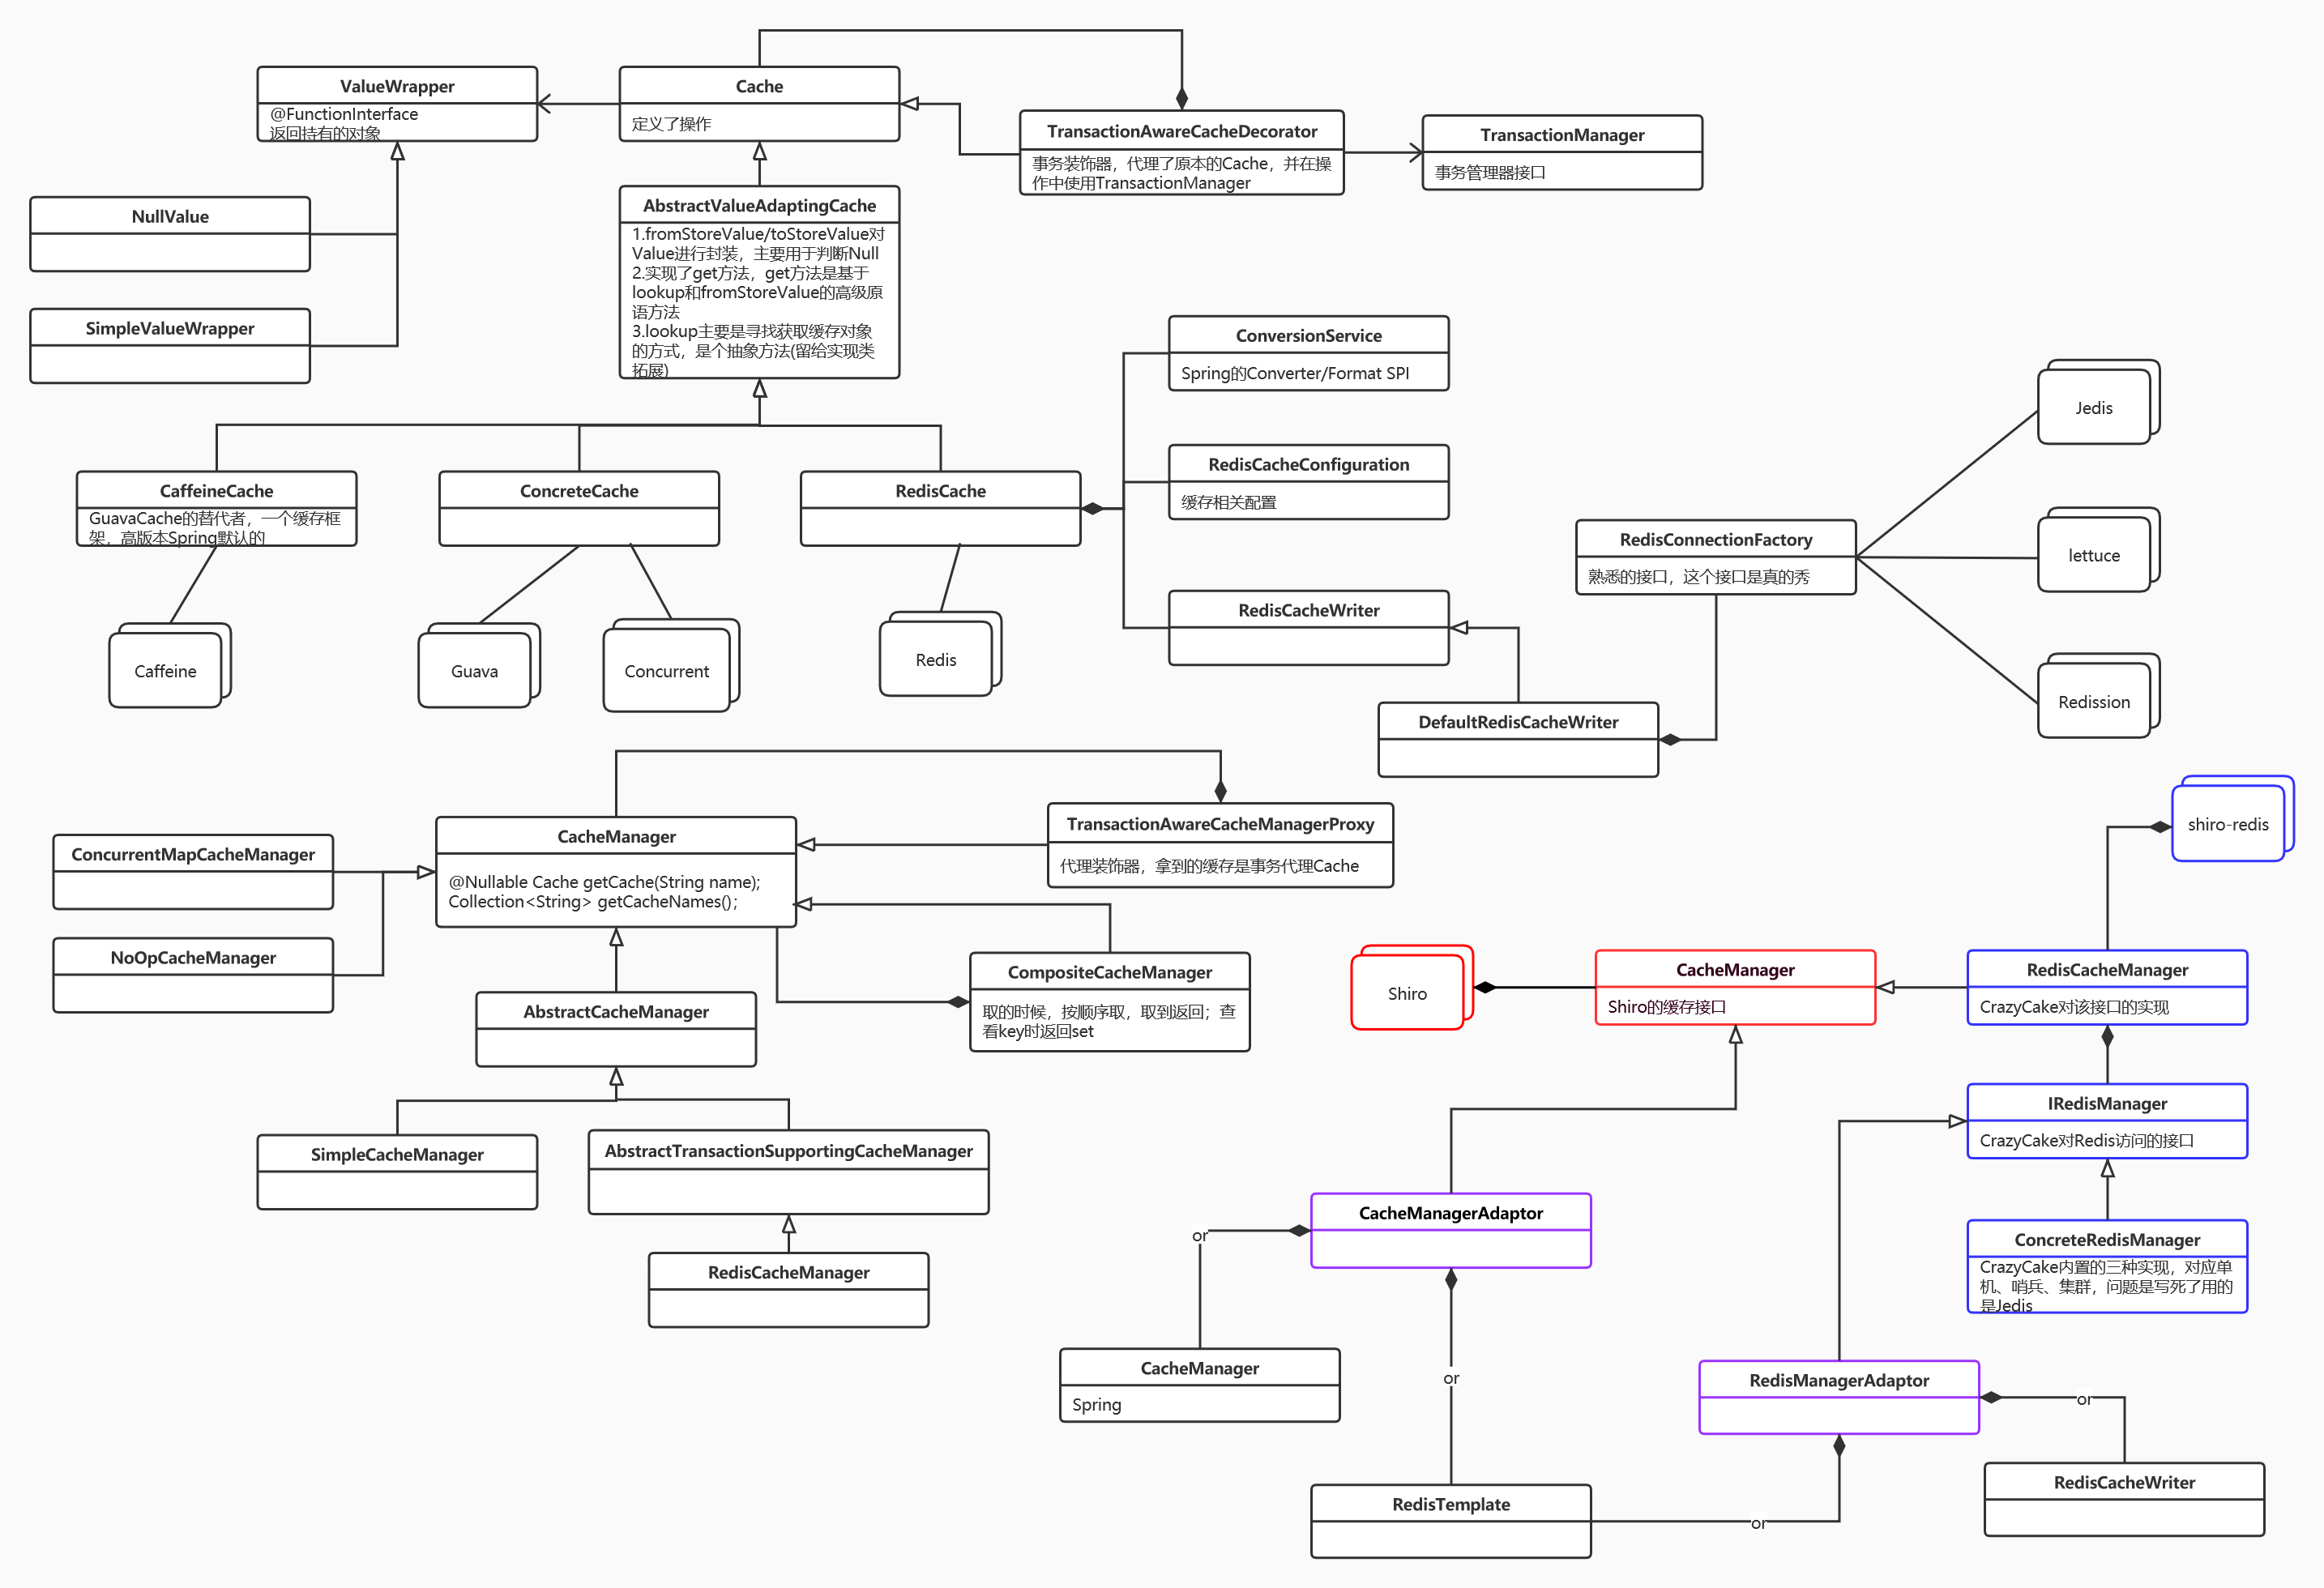 ValueWrapper
@FunctionInterface
返回持有的对象
Cache
定义了操作
TransactionAwareCacheDecorator
事务装饰器，代理了原本的Cache，并在操
作中使用TransactionManager
TransactionManager
事务管理器接口
NullValue
SimpleValueWrapper
AbstractValueAdaptingCache
1.fromStoreValue/toStoreValue对
Value进行封装，主要用于判断Null
2.实现了get方法，get方法是基于
lookup和fromStoreValue的高级原
语方法
3.lookup主要是寻找获取缓存对象
的方式，是个抽象方法(留给实现类
拓展)
ConversionService
Spring的Converter/Format SPI
RedisCacheConfiguration
缓存相关配置
RedisCacheWriter
CaffeineCache
GuavaCache的替代者，一个缓存框
架，高版本Spring默认的
ConcreteCache
RedisCache
Caffeine
Guava
Concurrent
Redis
RedisConnectionFactory
熟悉的接口，这个接口是真的秀
Jedis
lettuce
Redission
DefaultRedisCacheWriter
CacheManager
@Nullable Cache getCache(String name);
Collection<String> getCacheNames();
TransactionAwareCacheManagerProxy
代理装饰器，拿到的缓存是事务代理Cache
ConcurrentMapCacheManager
NoOpCacheManager
AbstractCacheManager
CompositeCacheManager
取的时候，按顺序取，取到返回；查
看key时返回set
SimpleCacheManager
AbstractTransactionSupportingCacheManager
RedisCacheManager
shiro-redis
Shiro
CacheManager
Shiro的缓存接口
RedisCacheManager
CrazyCake对该接口的实现
IRedisManager
CrazyCake对Redis访问的接口
ConcreteRedisManager
CrazyCake内置的三种实现，对应单
机、哨兵、集群，问题是写死了用的
是Jedis
CacheManagerAdaptor
or
CacheManager
Spring
or
RedisManagerAdaptor
or
RedisCacheWriter
RedisTemplate
or